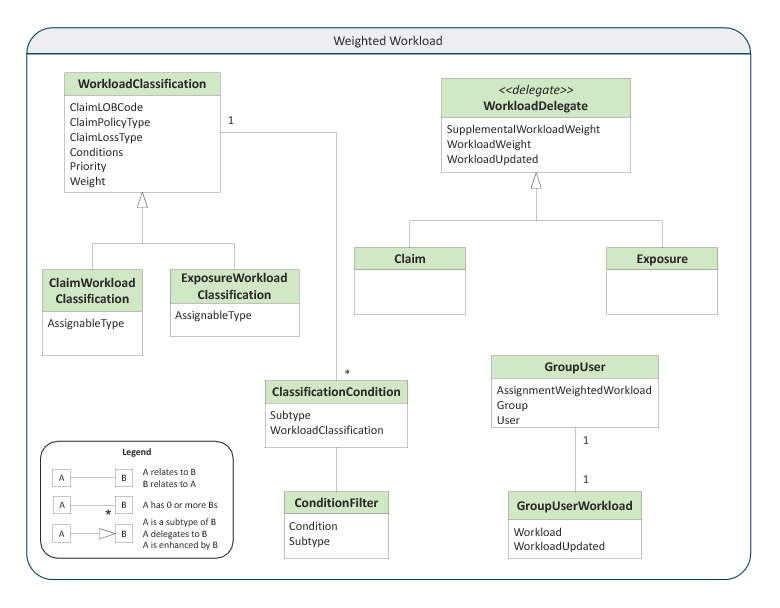 Weighted Workload
WorkloadClassification
ClaimLOBCode
ClaimPolicyType
ClaimLossType
Conditions
Priority
Weight
1
<<delegate>>
WorkloadDelegate
SupplementalWorkloadWeight
WorkloadWeight
WorkloadUpdated
ClaimWorkload
Classification
AssignableType
ExposureWorkload
Classification
AssignableType
Claim
Exposure
*
ClassificationCondition
Subtype
WorkloadClassification
GroupUser
AssignmentWeightedWorkload
Group
User
1
1
ConditionFilter
Condition
Subtype
GroupUserWorkload
Workload
WorkloadUpdated
Legend
A
B
A relates to B
B relates to A
A
B
*
A has 0 or more Bs
A
B
A is a subtype of B
A delegates to B
A is enhanced by B